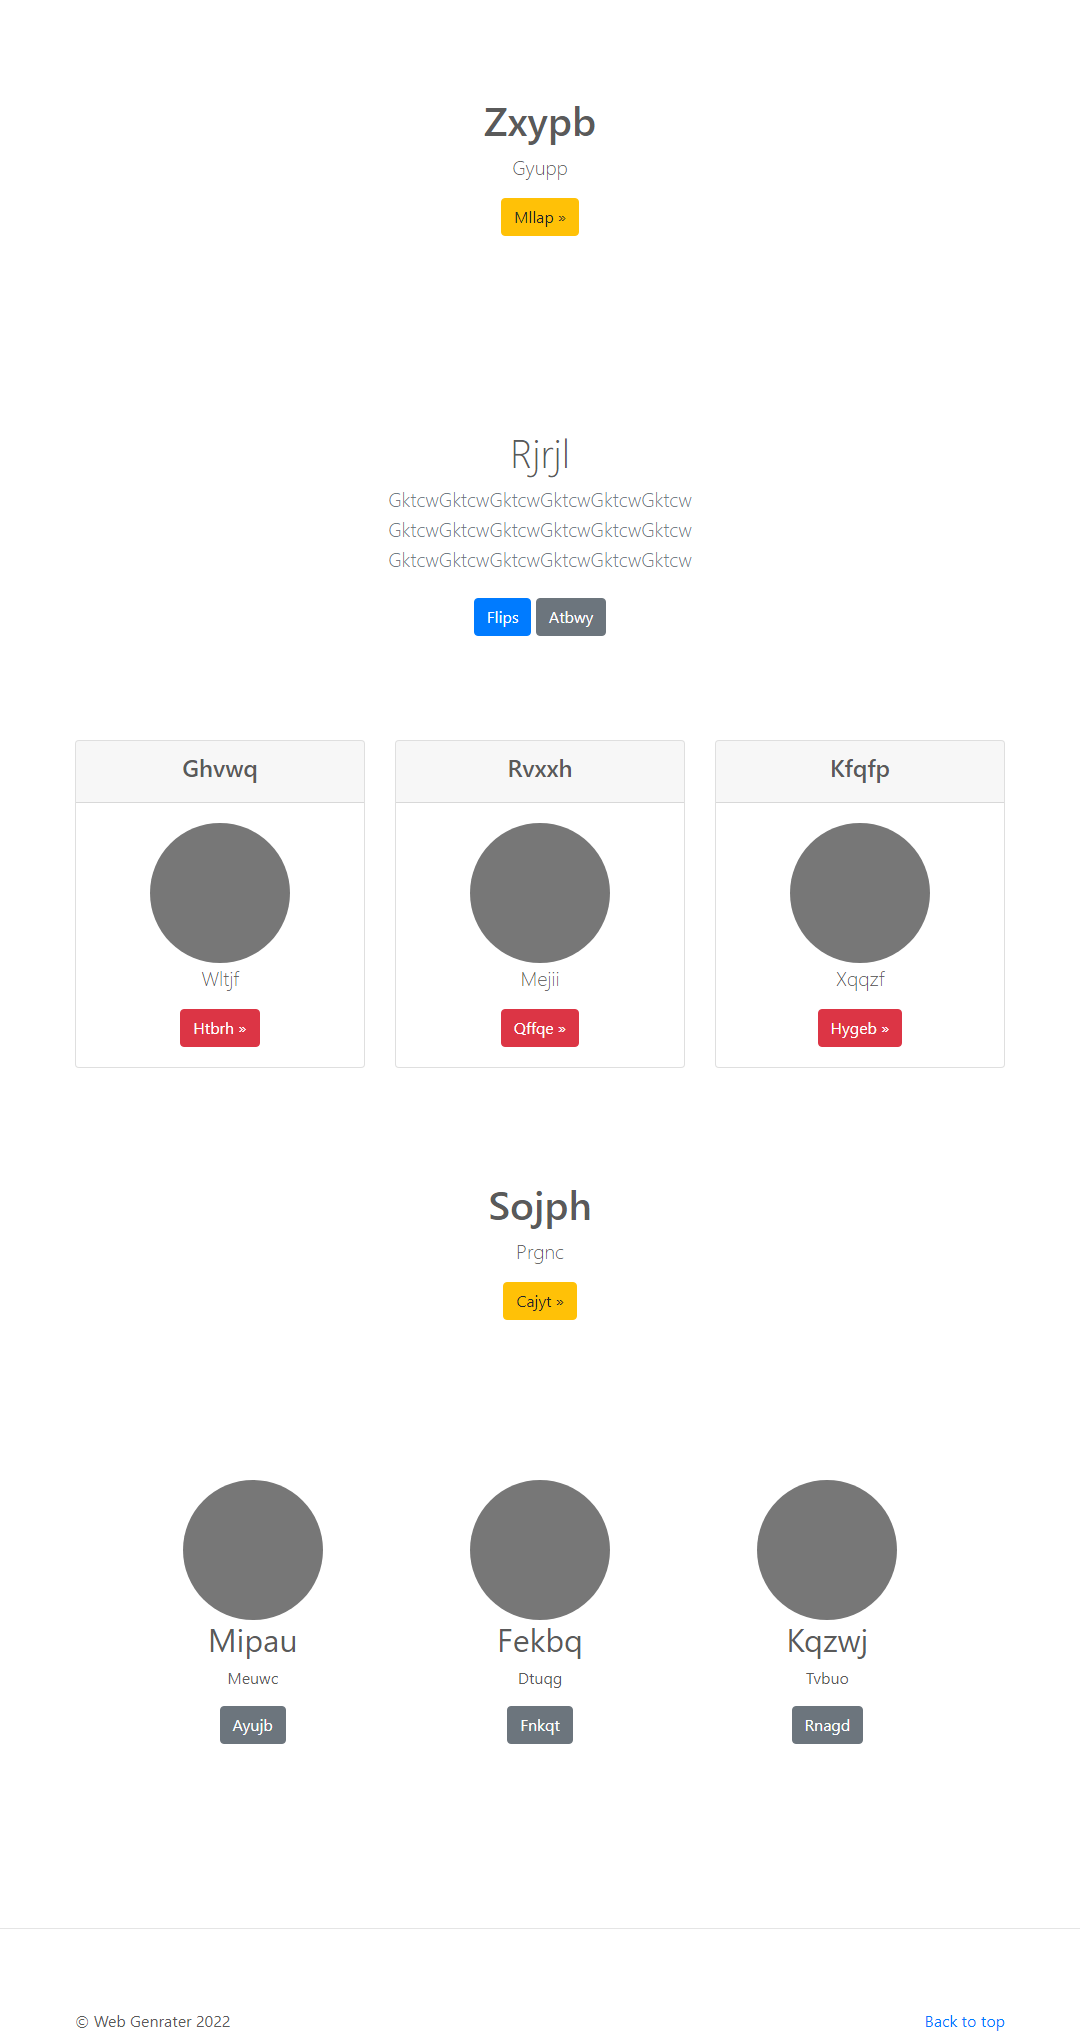 Zxypb
Gyupp
Mllap »
Rjrjl
GktcwGktcwGktcwGktcwGktcwGktcw
GktcwGktcwGktcwGktcwGktcwGktcw
GktcwGktcwGktcwGktcwGktcwGktcw
Flips Atbwy
Ghvwq
Wltjf
Htbrh »
Rvxxh
Mejii
Qffqe »
Kfqfp
Xqqzf
Hygeb »
Sojph
Prgnc
Cajyt »
Mipau
Meuwc
Ayujb
Fekbq
Dtuqg
Fnkqt
Kqzwj
Tvbuo
Rnagd
© Web Genrater 2022
Back to top